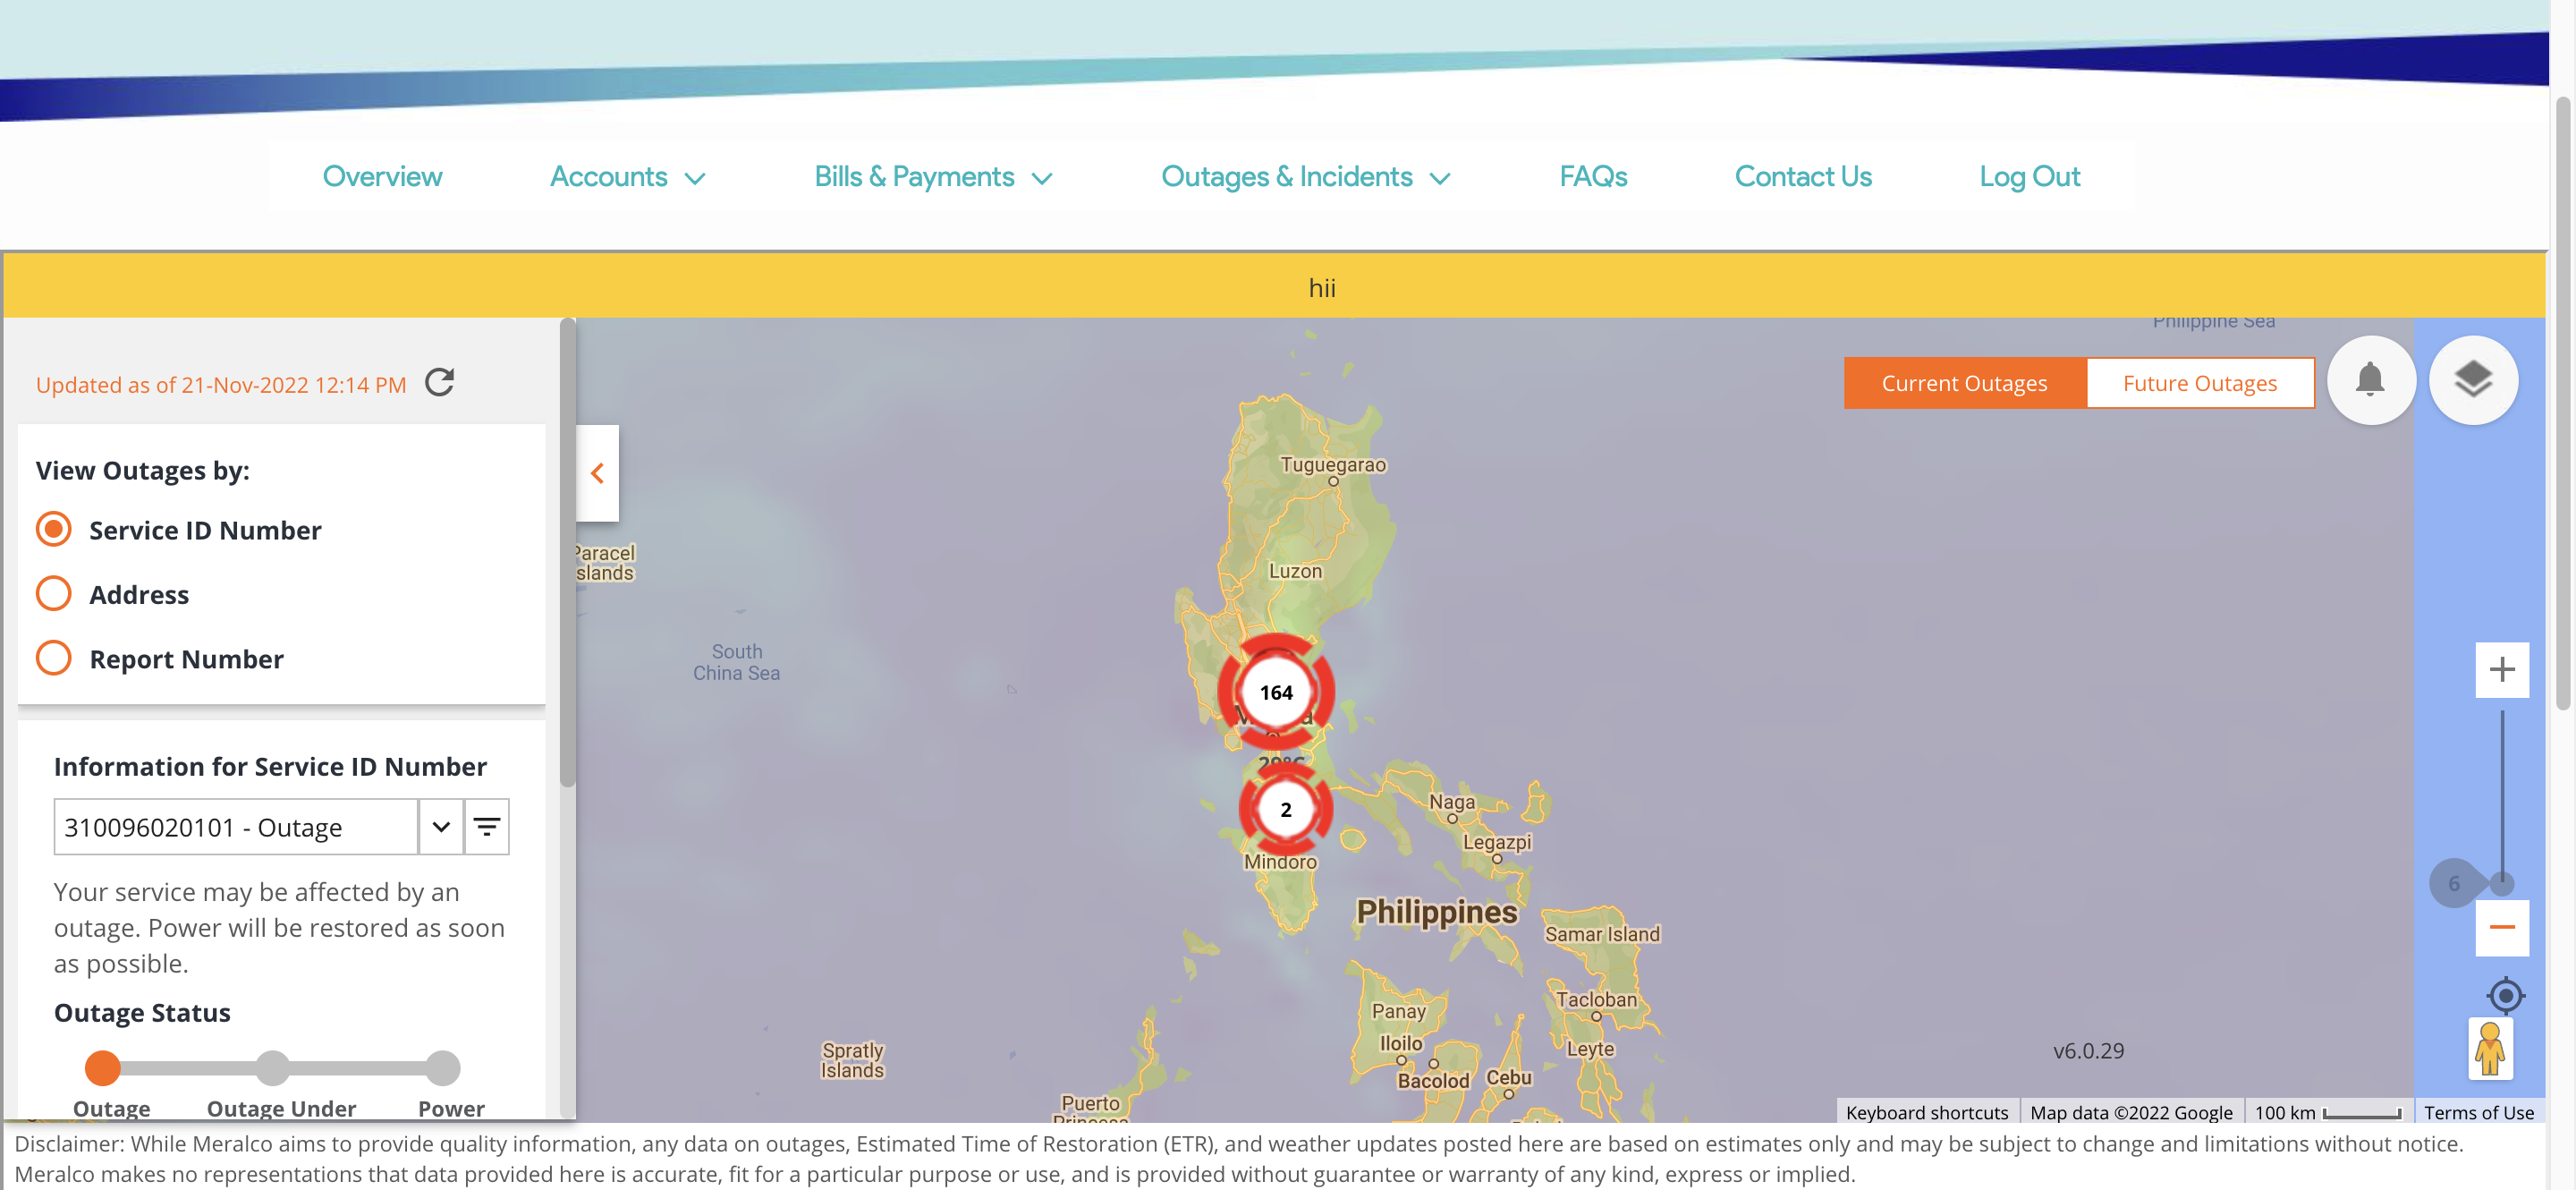 Overview Accounts Bills & Payments Outages & Incidents FAQs Contact Us Log Out
hii
Updated as of 21-Nov-2022 12:14 PM
View Outages by:
Service ID Number
Address
Report Number
Information for Service ID Number
310096020101 - Outage
Your service may be affected by an
outage. Power will be restored as soon
as possible.
Outage Status
Outage Outage Under Power
Philippine Sea
Current Outages Future Outages
Tuguegarao
Paracel
Islands
Luzon
South
China Sea
164
2
Naga
Legazpi
Mindoro
Philippines
Samar Island
6
Tacloban
Panay
Iloilo
Leyte
Spratly
Islands
Bacolod
Cebu
Puerto
Princesa
v6.0.29
Keyboard shortcuts Map data ©2022 Google 100 km Terms of Use
Disclaimer: While Meralco aims to provide quality information, any data on outages, Estimated Time of Restoration (ETR), and weather updates posted here are based on estimates only and may be subject to change and limitations without notice.
Meralco makes no representations that data provided here is accurate, fit for a particular purpose or use, and is provided without guarantee or warranty of any kind, express or implied.